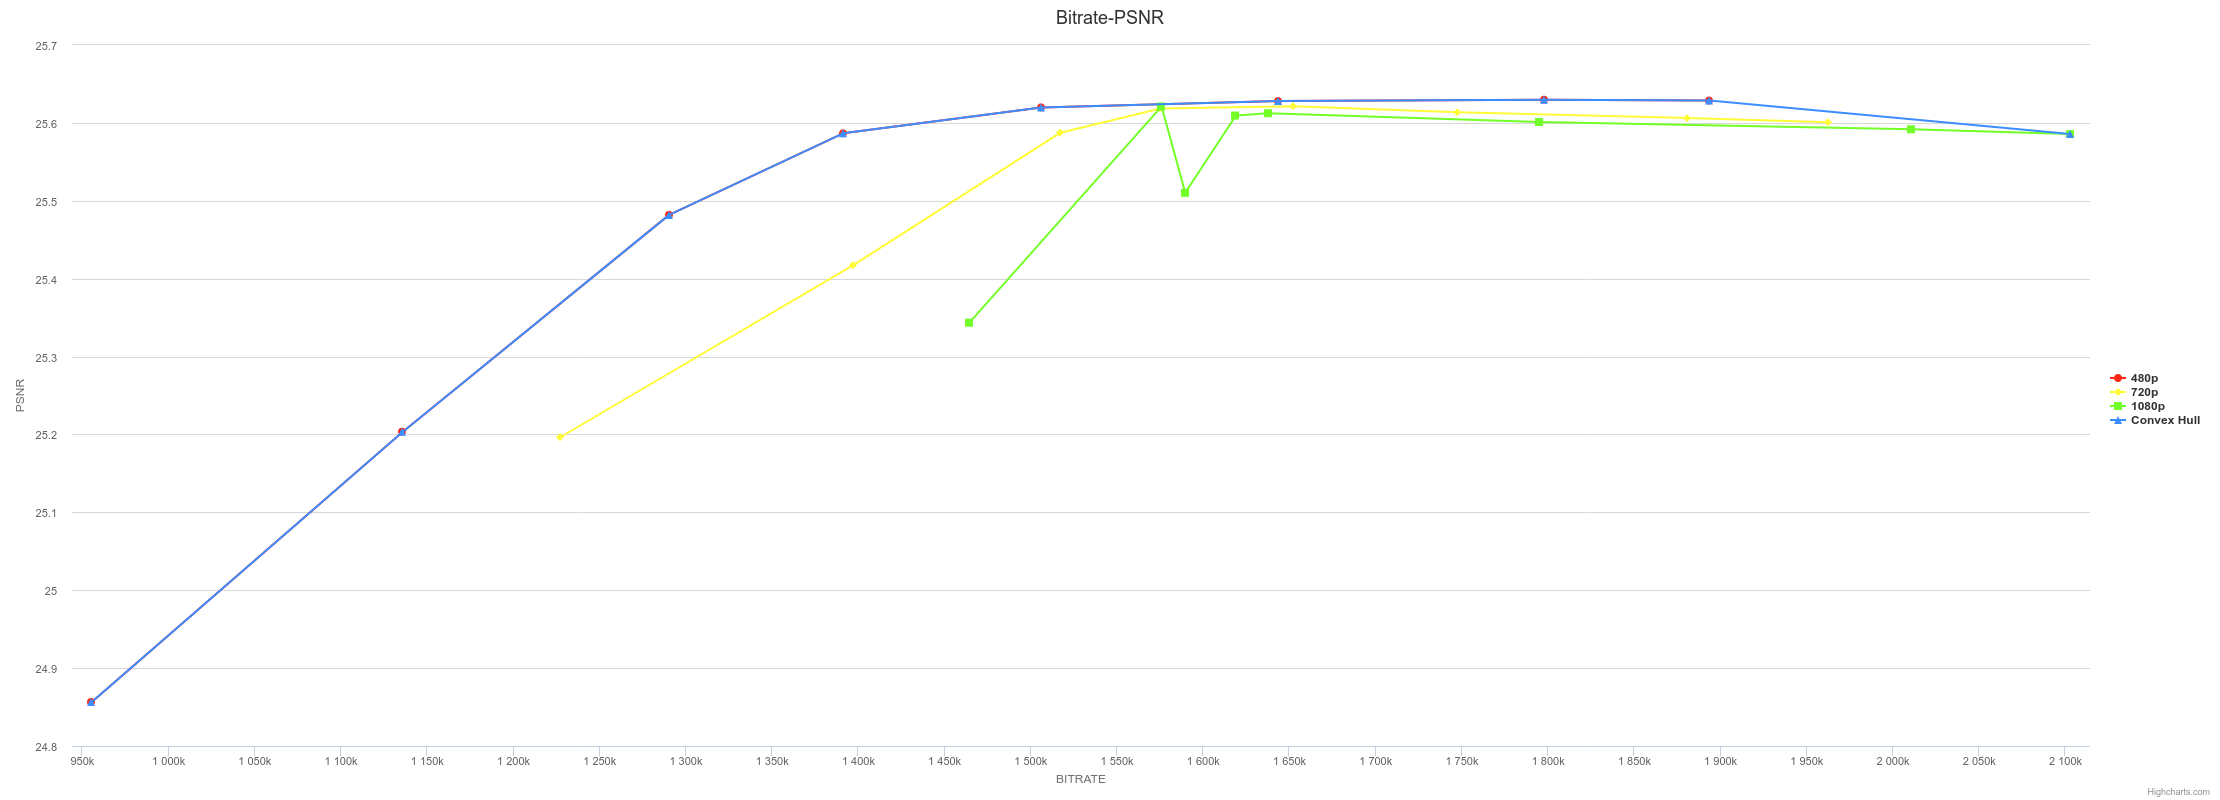 Bitrate-PSNR
25.7
25.6
25.5
25.4
25.3
25.2
25.1
25
24.9
24.8
PSNR
950k 1 000k 1 050k 1 100k 1 150k 1 200k 1 250k 1 300k 1 350k 1 400k 1 450k 1 500k 1 550k 1 600k 1 650k 1 700k 1 750k 1 800k 1 850k 1 900k 1 950k 2 000k 2 050k 2 100k
BITRATE
480p
720p
1080p
Convex Hull
Highcharts.com